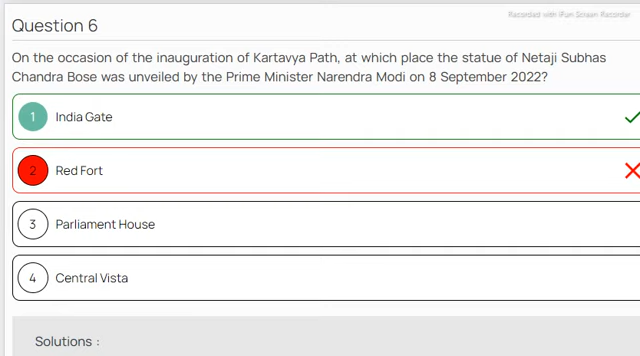 Recorded with iFun Screen Recorder
Question 6
On the occasion of the inauguration of Kartavya Path, at which place the statue of Netaji Subhas
Chandra Bose was unveiled by the Prime Minister Narendra Modi on 8 September 2022?
1 India Gate
2 Red Fort
3 Parliament House
4 Central Vista
Solutions :